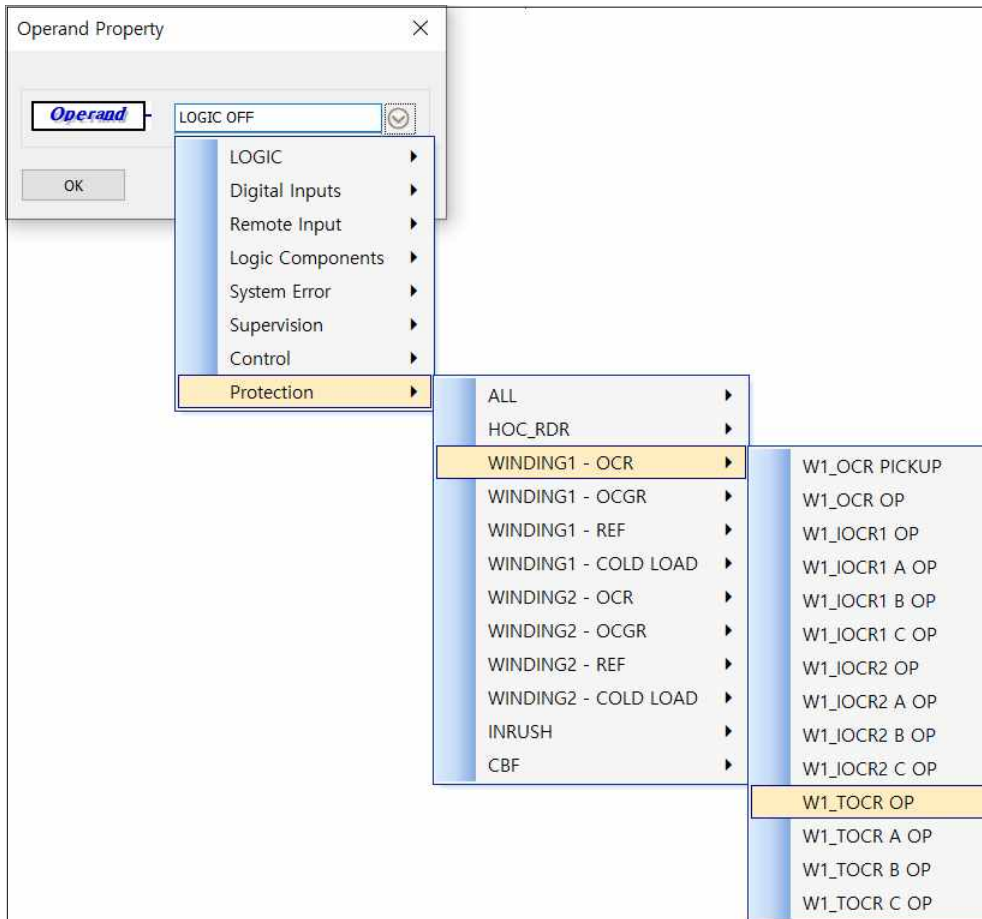 Operand Property
Operand
LOGIC OFF
OK
LOGIC
Digital Inputs
Remote Input
Logic Components
System Error
Supervision
Control
Protection
ALL
HOC_RDR
WINDING1 - OCR
WINDING1 - OCGR
WINDING1 - REF
WINDING1 - COLD LOAD
WINDING2 - OCR
WINDING2 - OCGR
WINDING2 - REF
WINDING2 - COLD LOAD
INRUSH
CBF
W1_OCR PICKUP
W1_OCR OP
W1_IOCR1 OP
W1_IOCR1 A OP
W1_IOCR1 B OP
W1_IOCR1 C OP
W1_IOCR2 OP
W1_IOCR2 A OP
W1_IOCR2 B OP
W1_IOCR2 C OP
W1_TOCR OP
W1_TOCR A OP
W1_TOCR B OP
W1_TOCR C OP